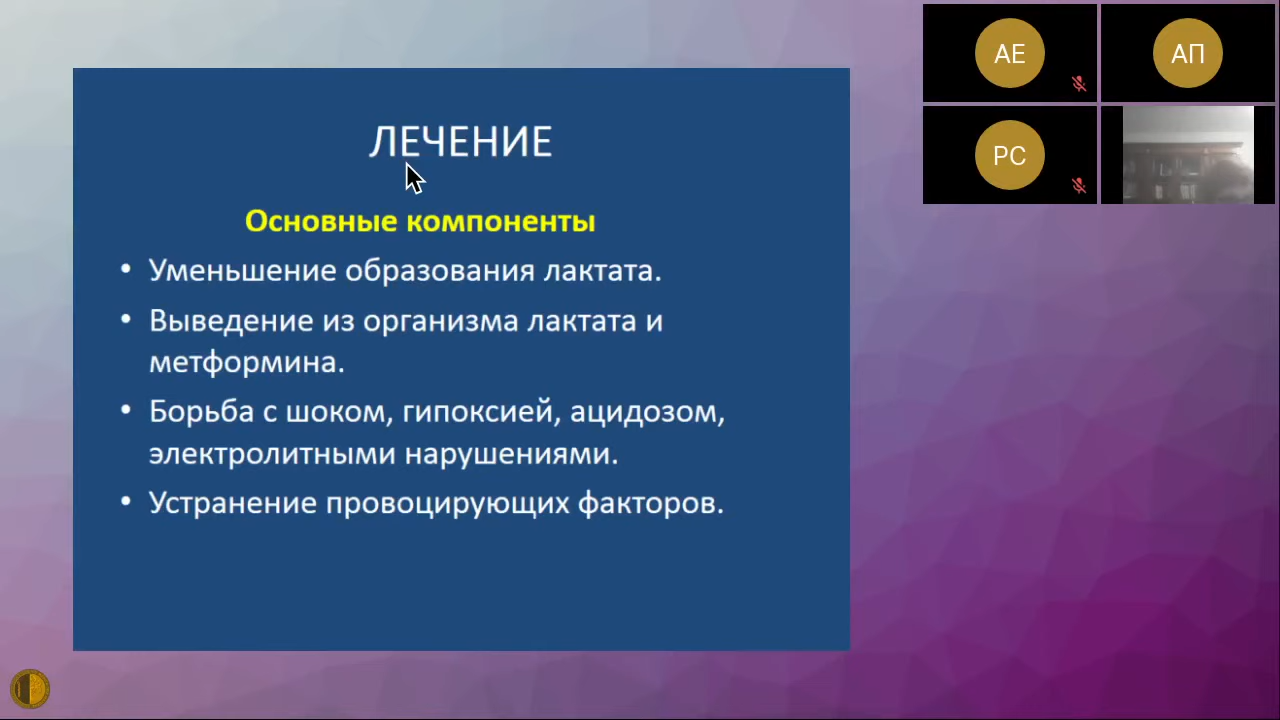 ЛЕЧЕНИЕ
Основные компоненты
• Уменьшение образования лактата.
• Выведение из организма лактата и
метформина.
• Борьба с шоком, гипоксией, ацидозом,
электролитными нарушениями.
• Устранение провоцирующих факторов.
АЕ
АП
РС